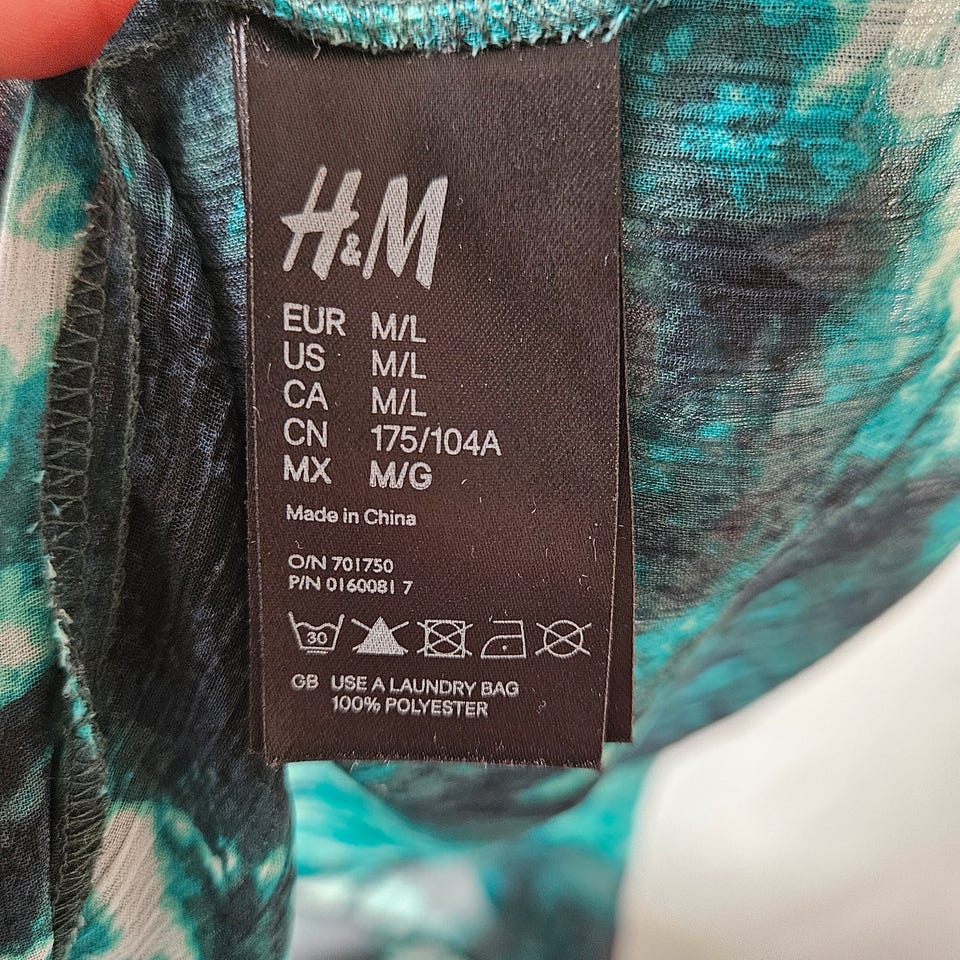 H&M
EUR M/L
US M/L
CA M/L
CN 175/104A
MX M/G
Made in China
O/N 701750
P/N 0160081 7
30
GB USE A LAUNDRY BAG
100% POLYESTER